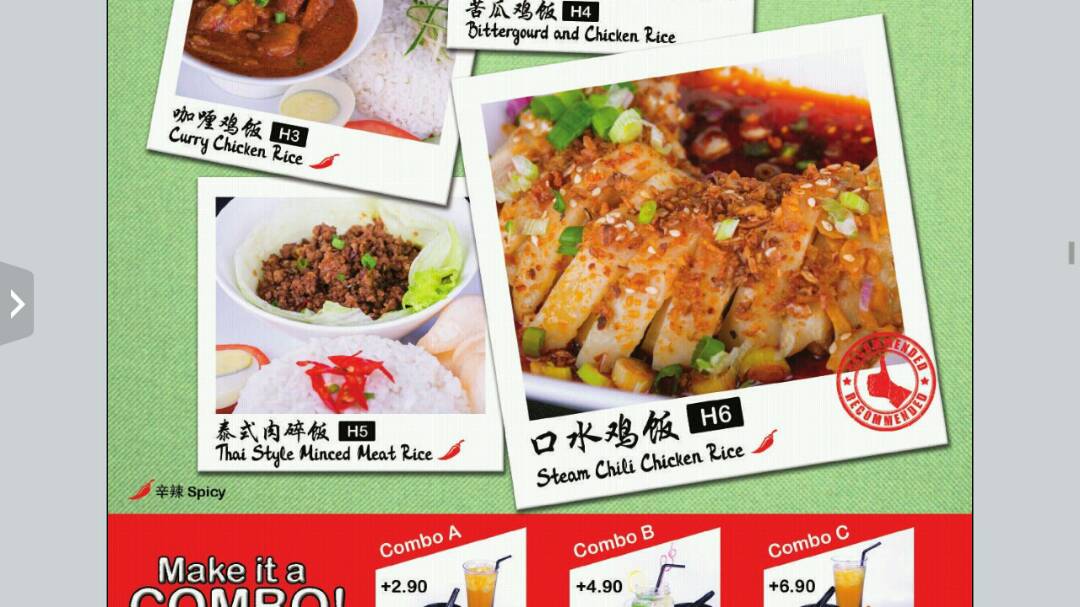 苦瓜鸡饭 H4
Bittergourd and Chicken Rice
咖喱鸡饭 H3
Curry Chicken Rice
泰式肉碎饭 H5
Thai Style Minced Meat Rice
口水鸡饭 H6
Steam Chili Chicken Rice
RECOMMENDED
RECOMMENDED
辛辣 Spicy
Make it a
COMBO!
Combo A
+2.90
Combo B
+4.90
Combo C
+6.90